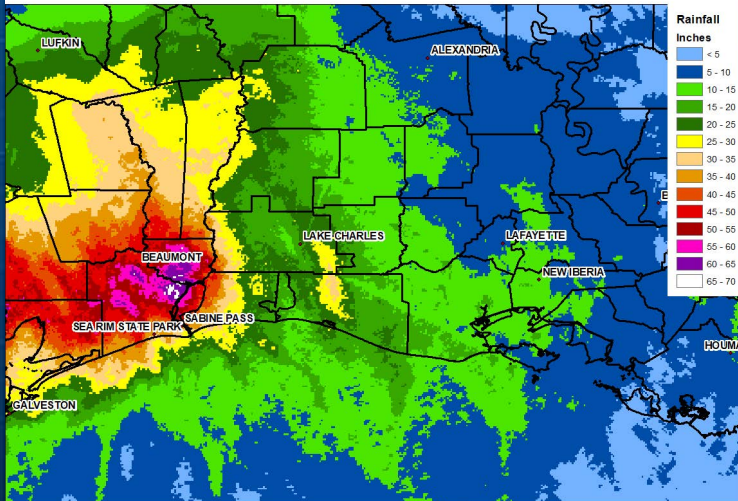 LUFKIN
ALEXANDRIA
LAKE CHARLES
LAFAYETTE
BEAUMONT
NEW IBERIA
SABINE PASS
SEA RIM STATE PARK
HOUMA
GALVESTON
E
Rainfall
Inches
< 5
5 - 10
10 - 15
15 - 20
20 - 25
25 - 30
30 - 35
35 - 40
40 - 45
45 - 50
50 - 55
55 - 60
60 - 65
65 - 70